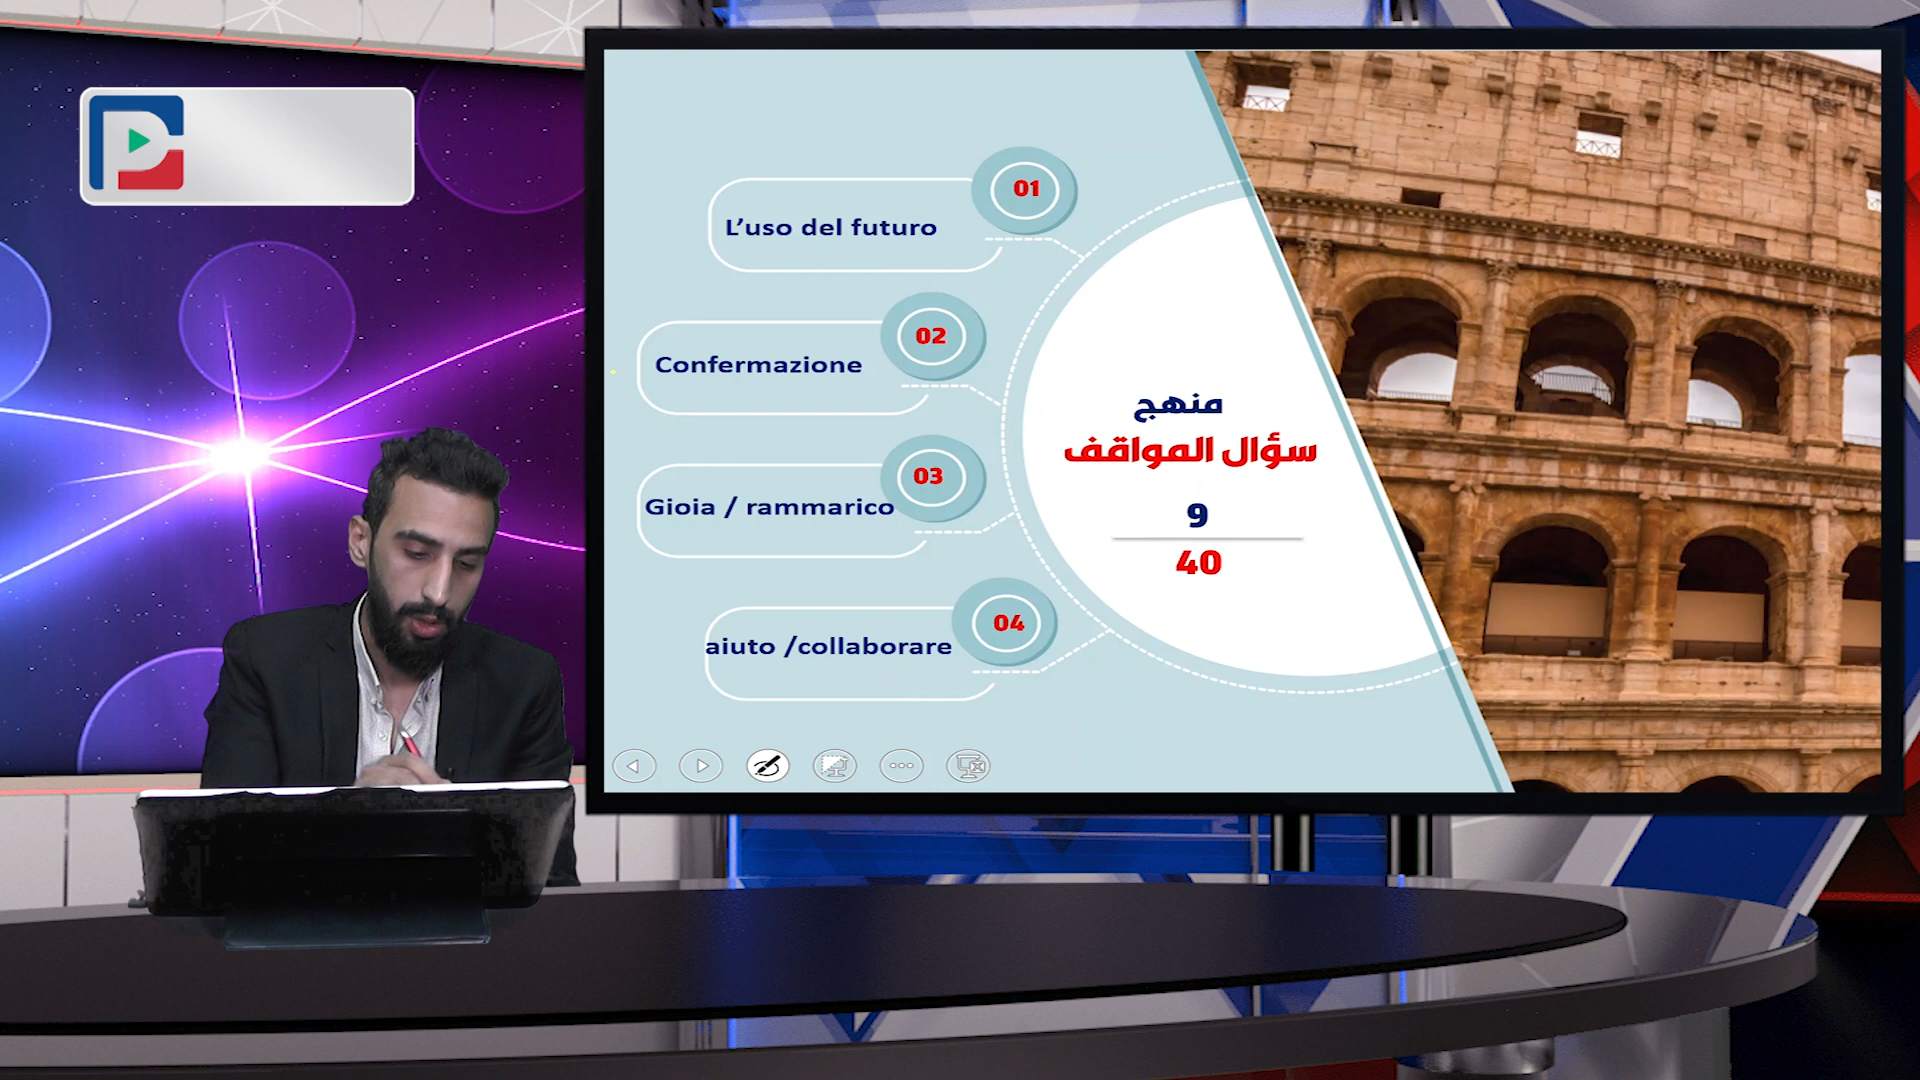 01
L’uso del futuro
02
Confermazione
03
Gioia / rammarico
04
aiuto /collaborare
منهج
سؤال المواقف
9
40